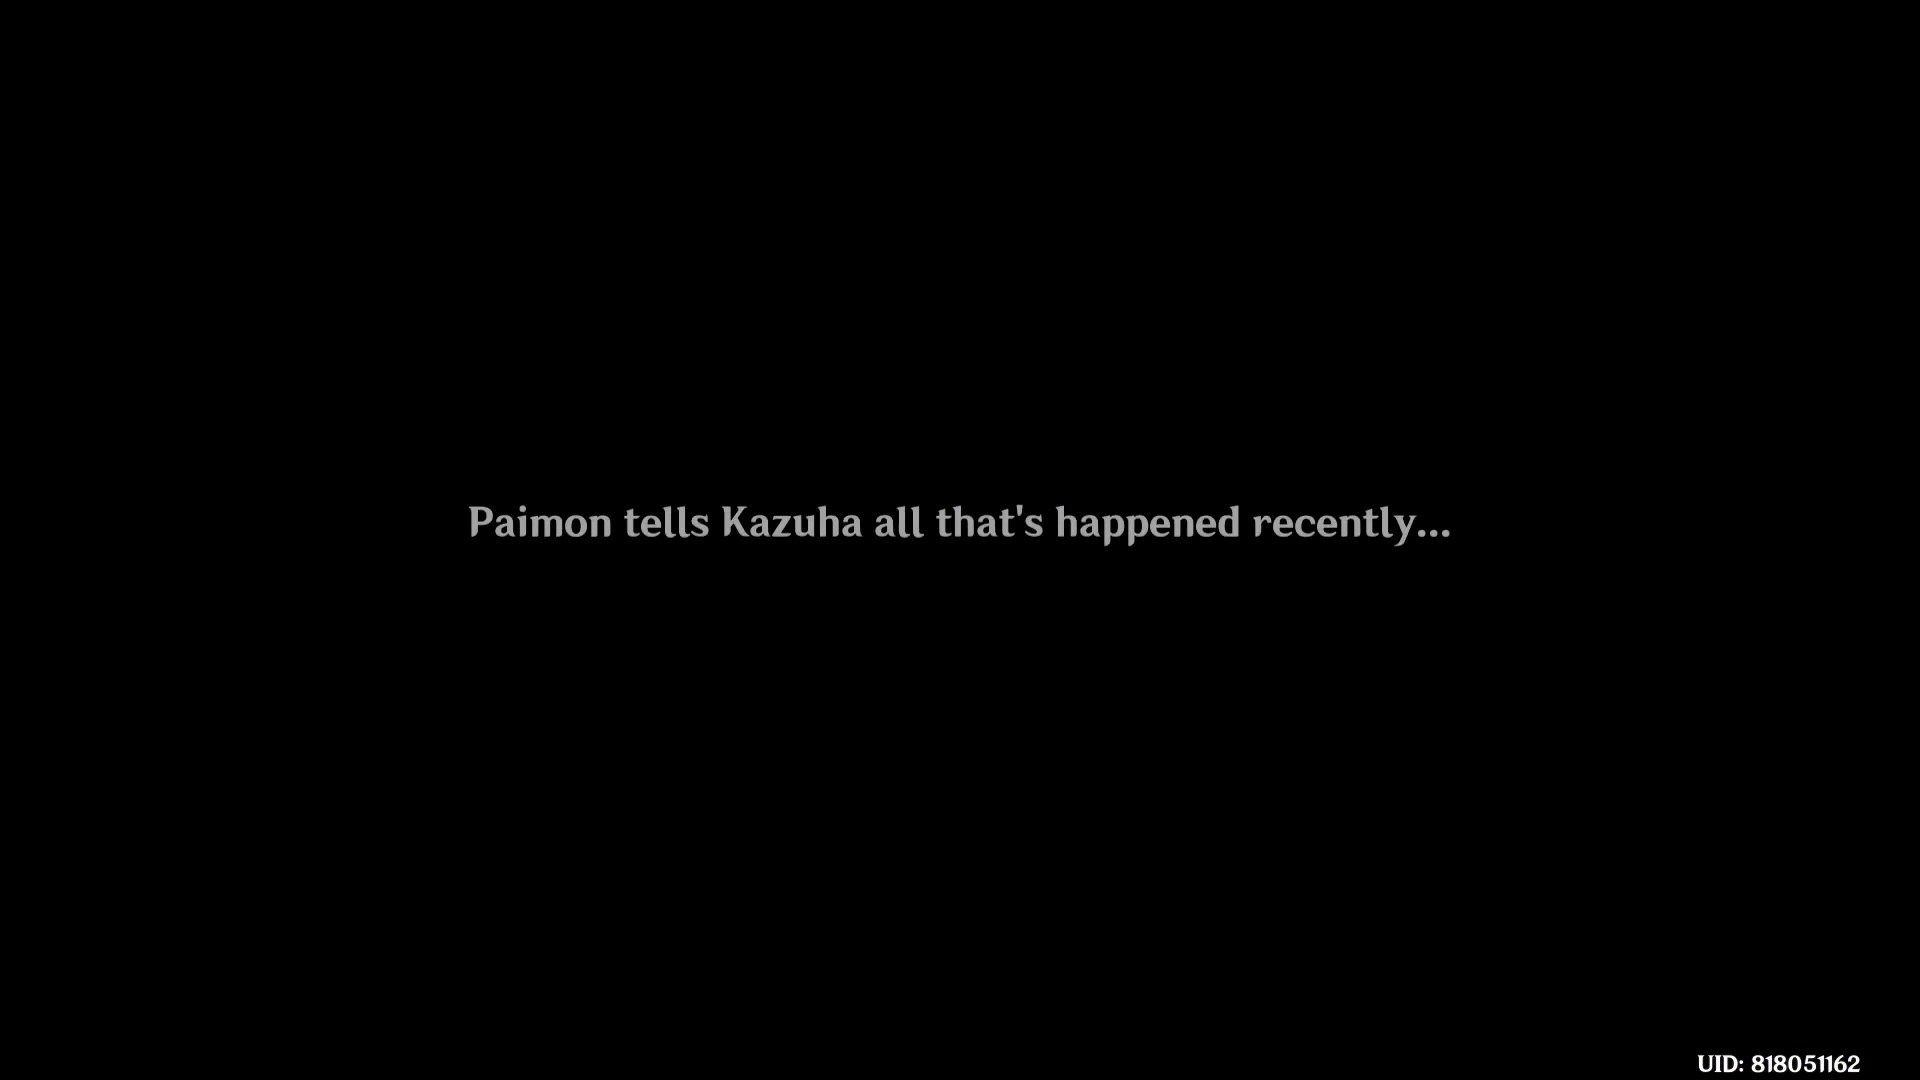 Paimon tells Kazuha all that's happened recently...
UID: 818051162